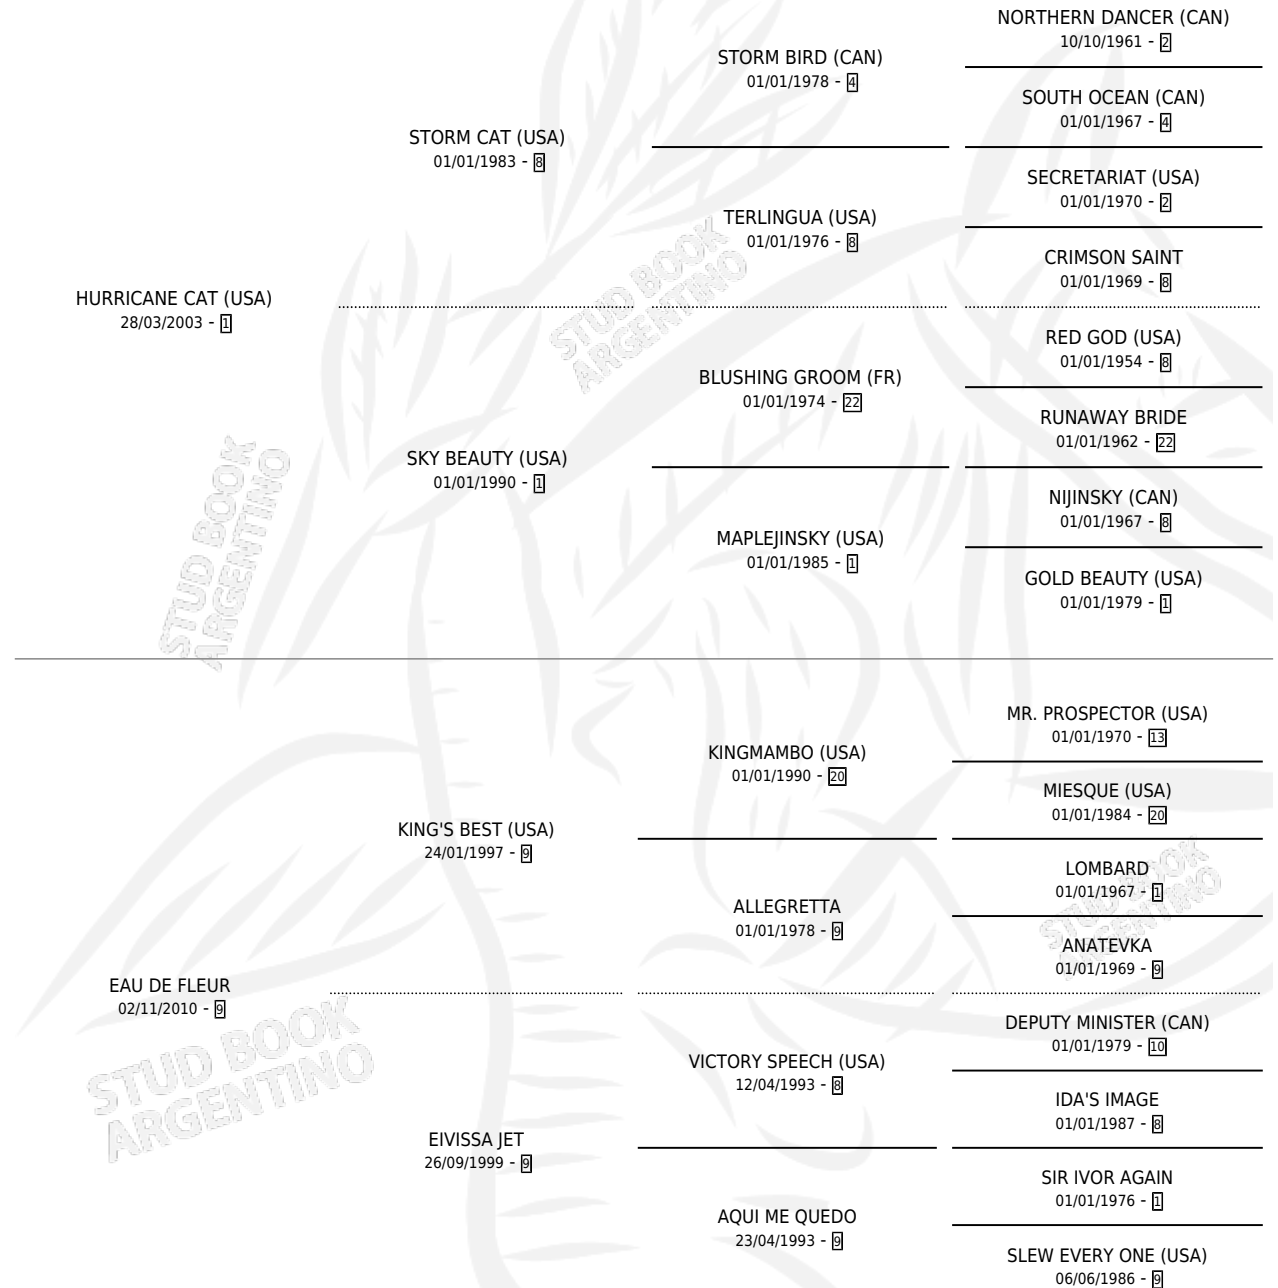 NORTHERN DANCER (CAN)
10/10/1961 - 2
STORM BIRD (CAN)
01/01/1978 - 4
SOUTH OCEAN (CAN)
01/01/1967 - 4
STORM CAT (USA)
01/01/1983 - 8
SECRETARIAT (USA)
01/01/1970 - 2
TERLINGUA (USA)
01/01/1976 - 8
CRIMSON SAINT
01/01/1969 - 8
HURRICANE CAT (USA)
28/03/2003 - 1
STUD BOOK
ARGENTINO
RED GOD (USA)
01/01/1954 - 8
BLUSHING GROOM (FR)
01/01/1974 - 22
RUNAWAY BRIDE
01/01/1962 - 22
SKY BEAUTY (USA)
01/01/1990 - 1
NIJINSKY (CAN)
01/01/1967 - 8
MAPLEJINSKY (USA)
01/01/1985 - 1
GOLD BEAUTY (USA)
01/01/1979 - 1
STUD BOOK
ARGENTINO
MR. PROSPECTOR (USA)
01/01/1970 - 13
KINGMAMBO (USA)
01/01/1990 - 20
MIESQUE (USA)
01/01/1984 - 20
KING'S BEST (USA)
24/01/1997 - 9
LOMBARD
01/01/1967 - 1
STUD BOOK
ARGENTINO
ALLEGRETTA
01/01/1978 - 9
ANATEVKA
01/01/1969 - 9
EAU DE FLEUR
02/11/2010 - 9
STUD BOOK
ARGENTINO
DEPUTY MINISTER (CAN)
01/01/1979 - 10
VICTORY SPEECH (USA)
12/04/1993 - 8
IDA'S IMAGE
01/01/1987 - 8
EIVISSA JET
26/09/1999 - 9
SIR IVOR AGAIN
01/01/1976 - 1
AQUI ME QUEDO
23/04/1993 - 9
SLEW EVERY ONE (USA)
06/06/1986 - 9